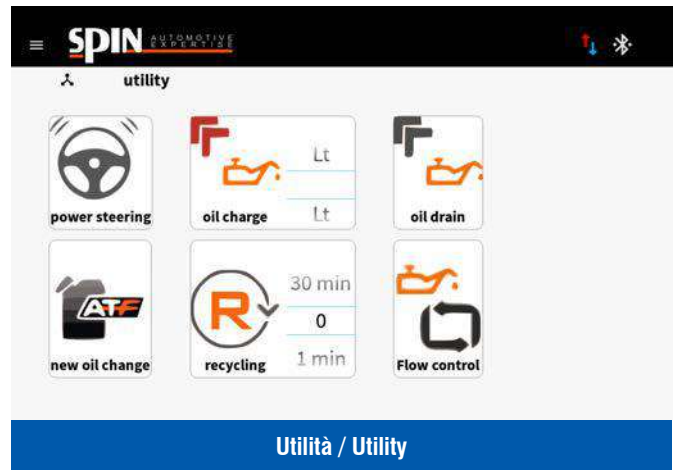 SPIN AUTOMOTIVE
EXPERTISE
utility
Lt
Lt
power steering
oil charge
oil drain
ATF
R
30 min
0
1 min
new oil change
recycling
Flow control
Utilità / Utility